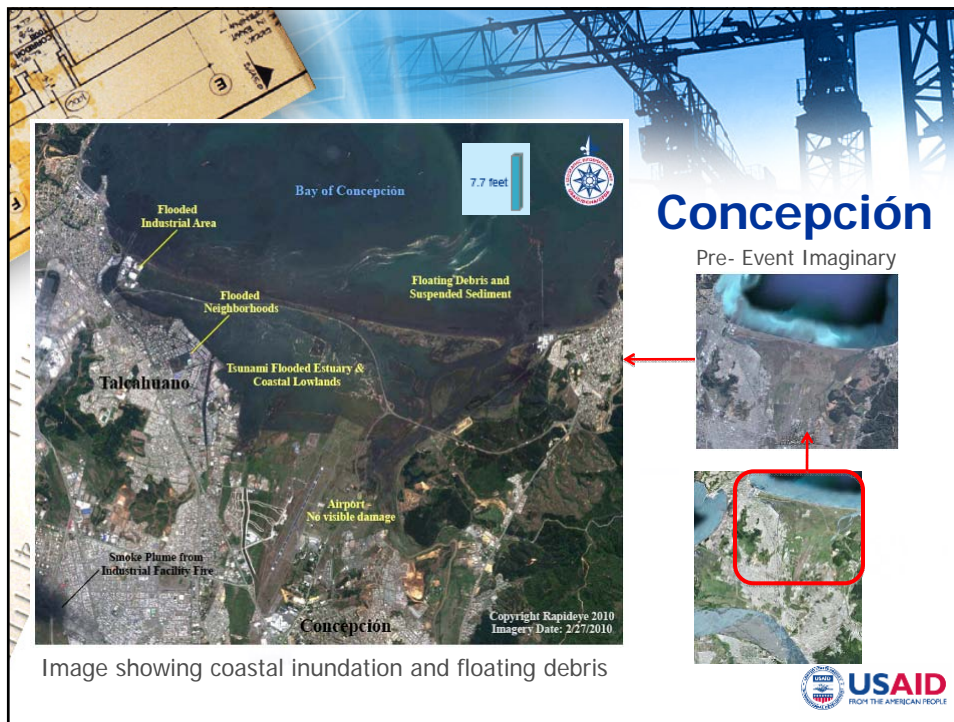 Concepción
Pre- Event Imaginary
Bay of Concepción
7.7 feet
Flooded
Industrial Area
Floating Debris and
Suspended Sediment
Flooded
Neighborhoods
Tsunami Flooded Estuary &
Coastal Lowlands
Talcahuano
Airport -
No visible damage
Smoke Plume from
Industrial Facility Fire
Concepción
Copyright Rapideye 2010
Imagery Date: 2/27/2010
Image showing coastal inundation and floating debris
USAID
FROM THE AMERICAN PEOPLE